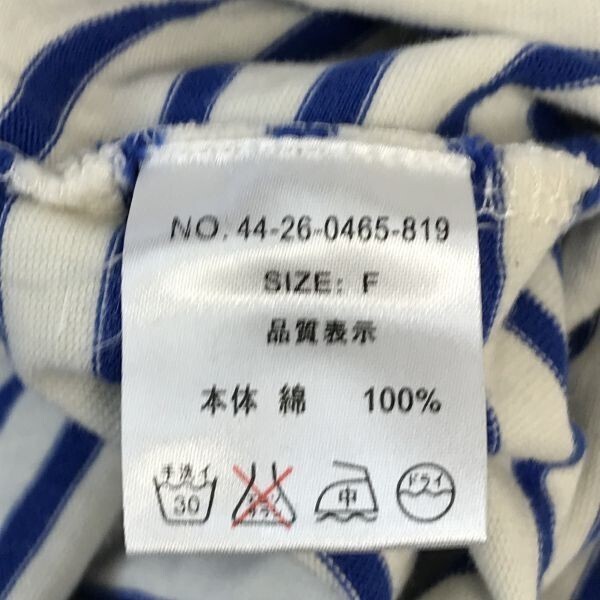 NO. 44-26-0465-819
SIZE: F
品質表示
本体 綿 100%
手洗イ
30
中
ドライ